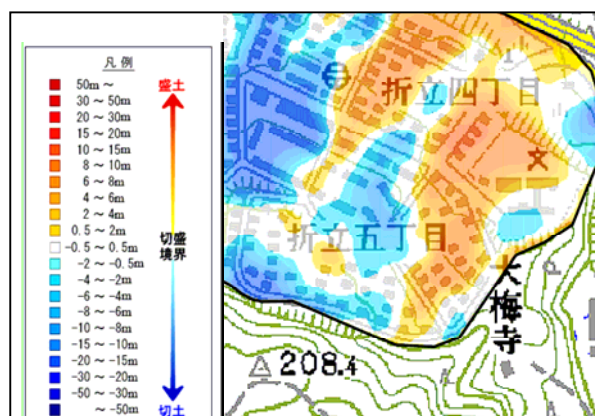 凡例
50m~
30~50m
20~30m
15~20m
10~15m
8~10m
6~8m
4~6m
2~4m
0.5~2m
-0.5~0.5m
-2~-0.5m
-4~-2m
-6~-4m
-8~-6m
-10~-8m
-15~-10m
-20~-15m
-30~-20m
-50~-30m
~-50m
盛土
切盛
境界
切土
折立四丁目
折立五丁目
大梅寺
208.4